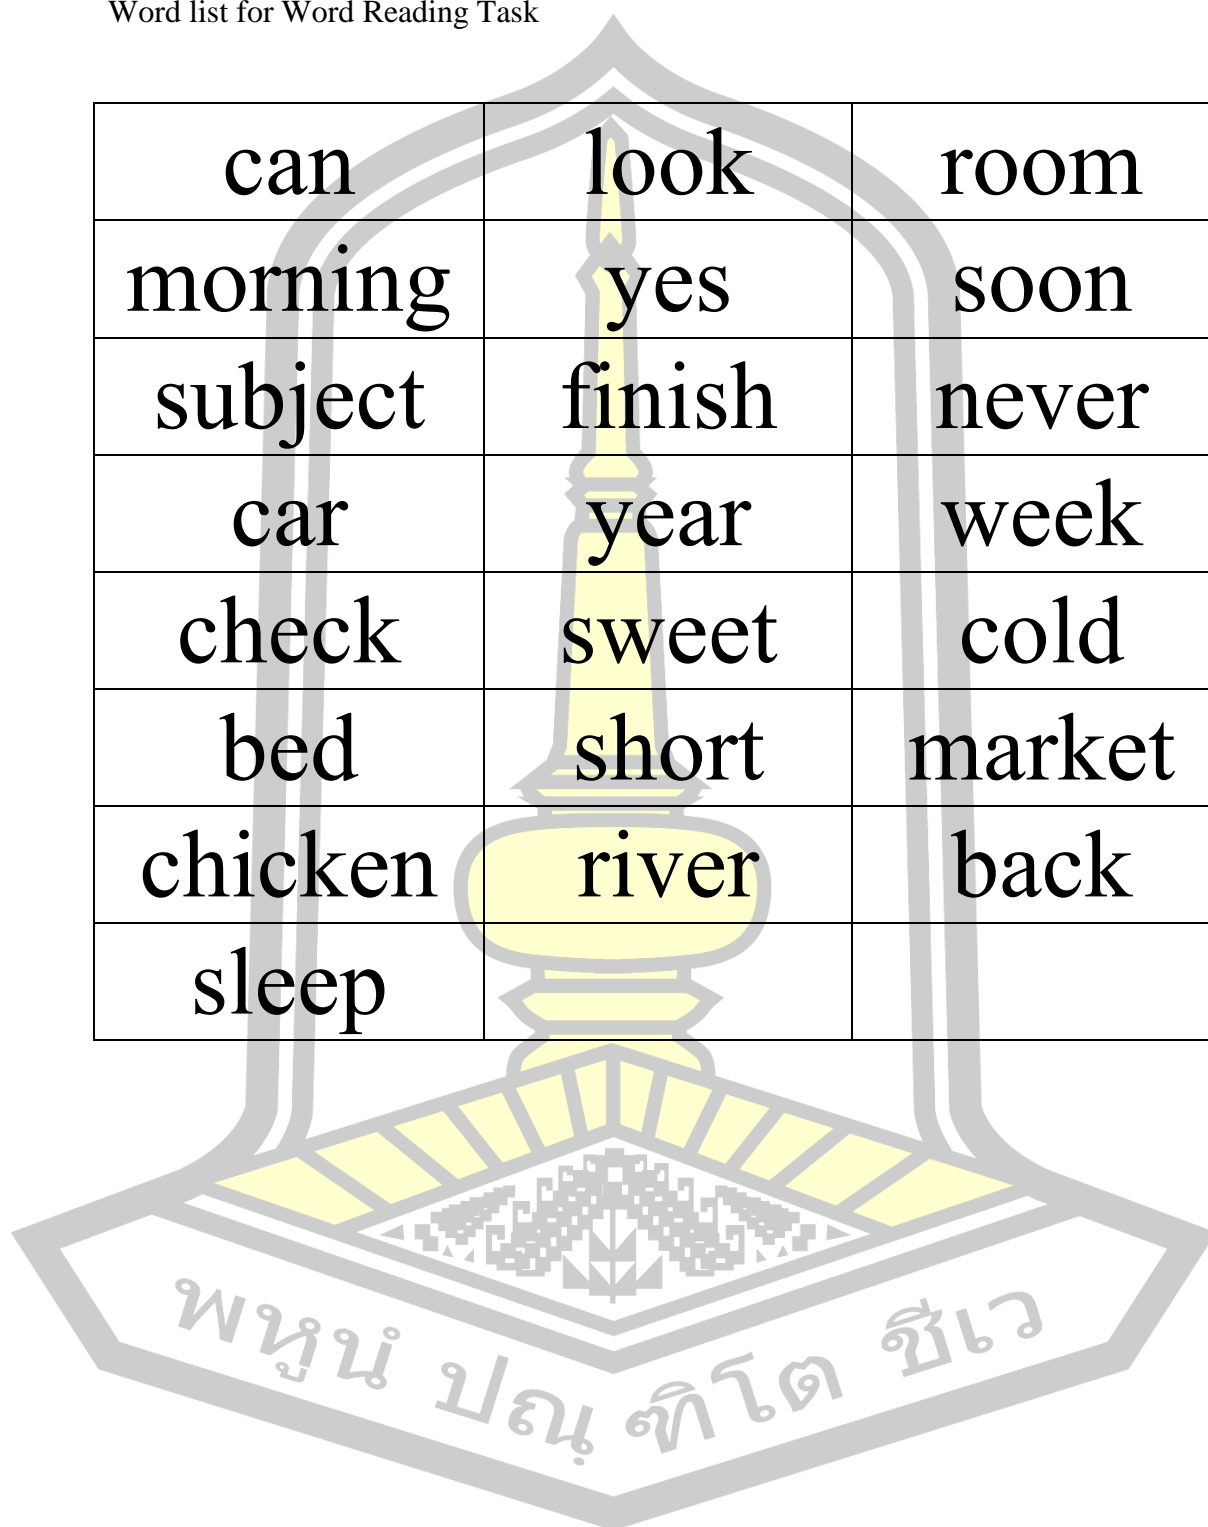 Word list for Word Reading Task
can look room
morning yes soon
subject finish never
car year week
check sweet cold
bed short market
chicken river back
sleep
พหูนํ ปณฺฑิโต ชีเว